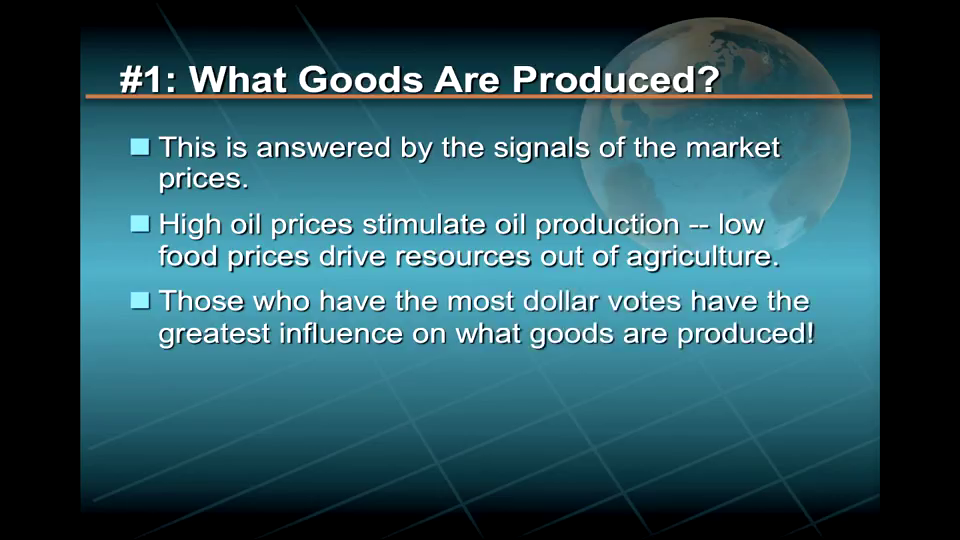 #1: What Goods Are Produced?
This is answered by the signals of the market
prices.
High oil prices stimulate oil production -- low
food prices drive resources out of agriculture.
Those who have the most dollar votes have the
greatest influence on what goods are produced!